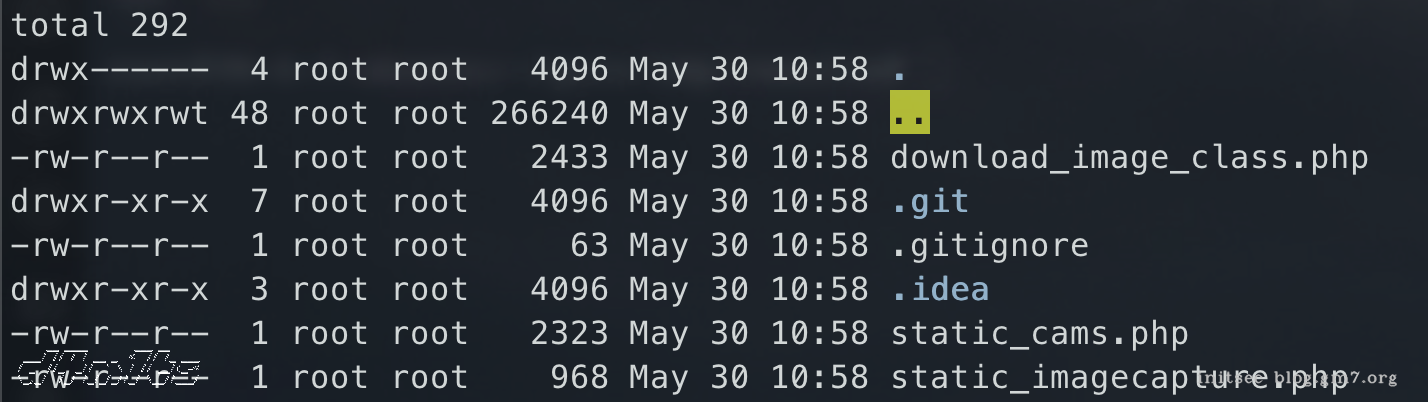 total 292
drwx------  4 root root   4096 May 30 10:58 .
drwxrwxrwt 48 root root 266240 May 30 10:58 ..
-rw-r--r--  1 root root   2433 May 30 10:58 download_image_class.php
drwxr-xr-x  7 root root   4096 May 30 10:58 .git
-rw-r--r--  1 root root     63 May 30 10:58 .gitignore
drwxr-xr-x  3 root root   4096 May 30 10:58 .idea
-rw-r--r--  1 root root   2323 May 30 10:58 static_cams.php
-rw-r--r--  1 root root    968 May 30 10:58 static_imagecapture.php
blog.gm7.org